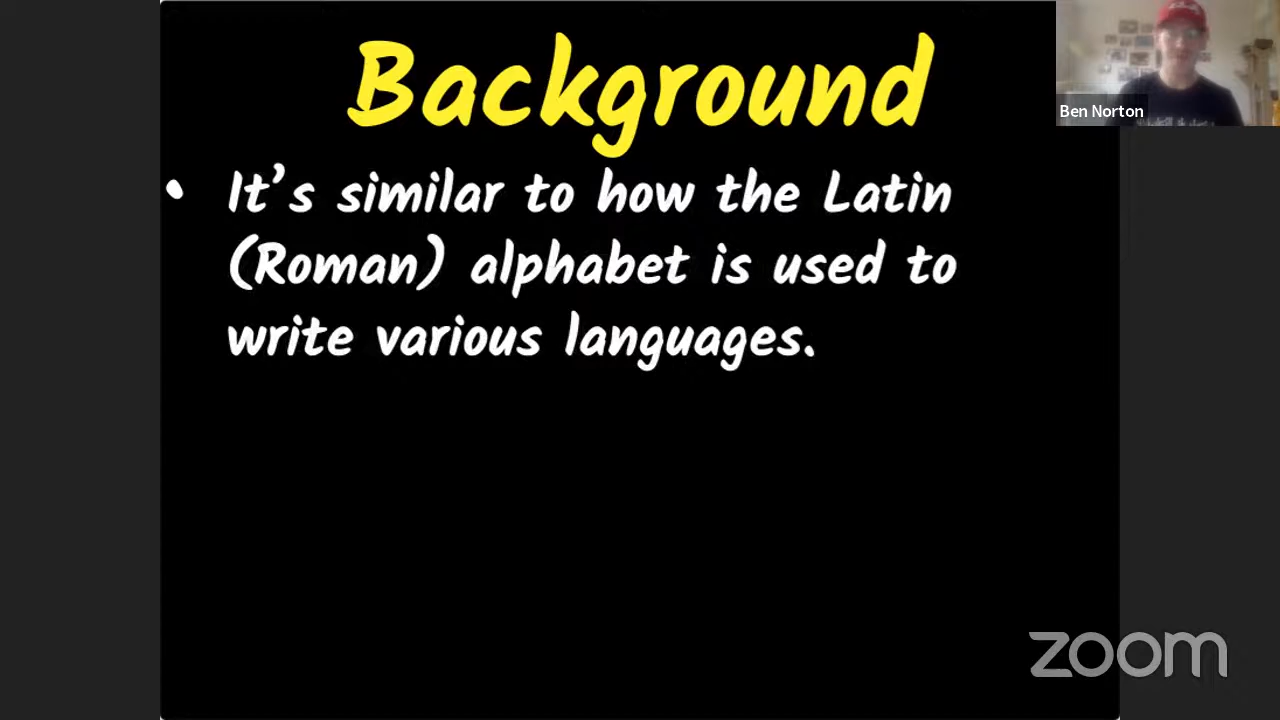 Background
• It's similar to how the Latin
(Roman) alphabet is used to
write various languages.
Ben Norton
zoom